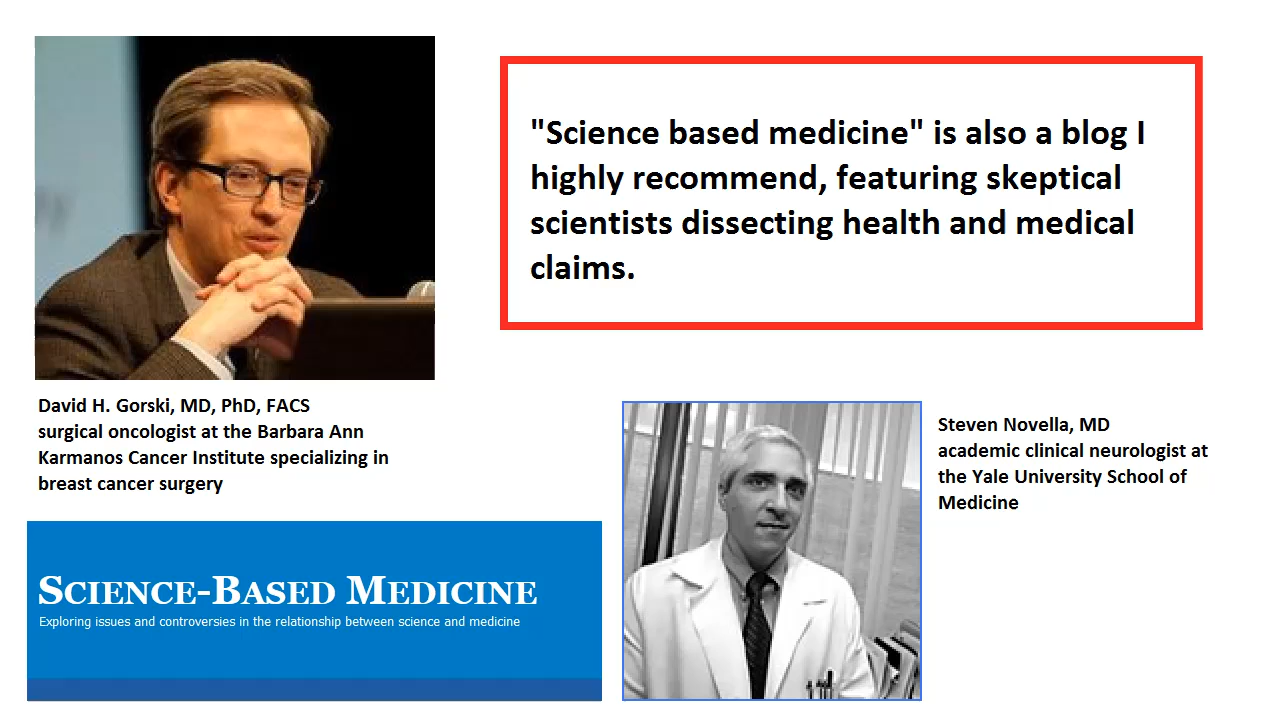 "Science based medicine" is also a blog I
highly recommend, featuring skeptical
scientists dissecting health and medical
claims.
David H. Gorski, MD, PhD, FACS
surgical oncologist at the Barbara Ann
Karmanos Cancer Institute specializing in
breast cancer surgery
Steven Novella, MD
academic clinical neurologist at
the Yale University School of
Medicine
SCIENCE-BASED MEDICINE
Exploring issues and controversies in the relationship between science and medicine